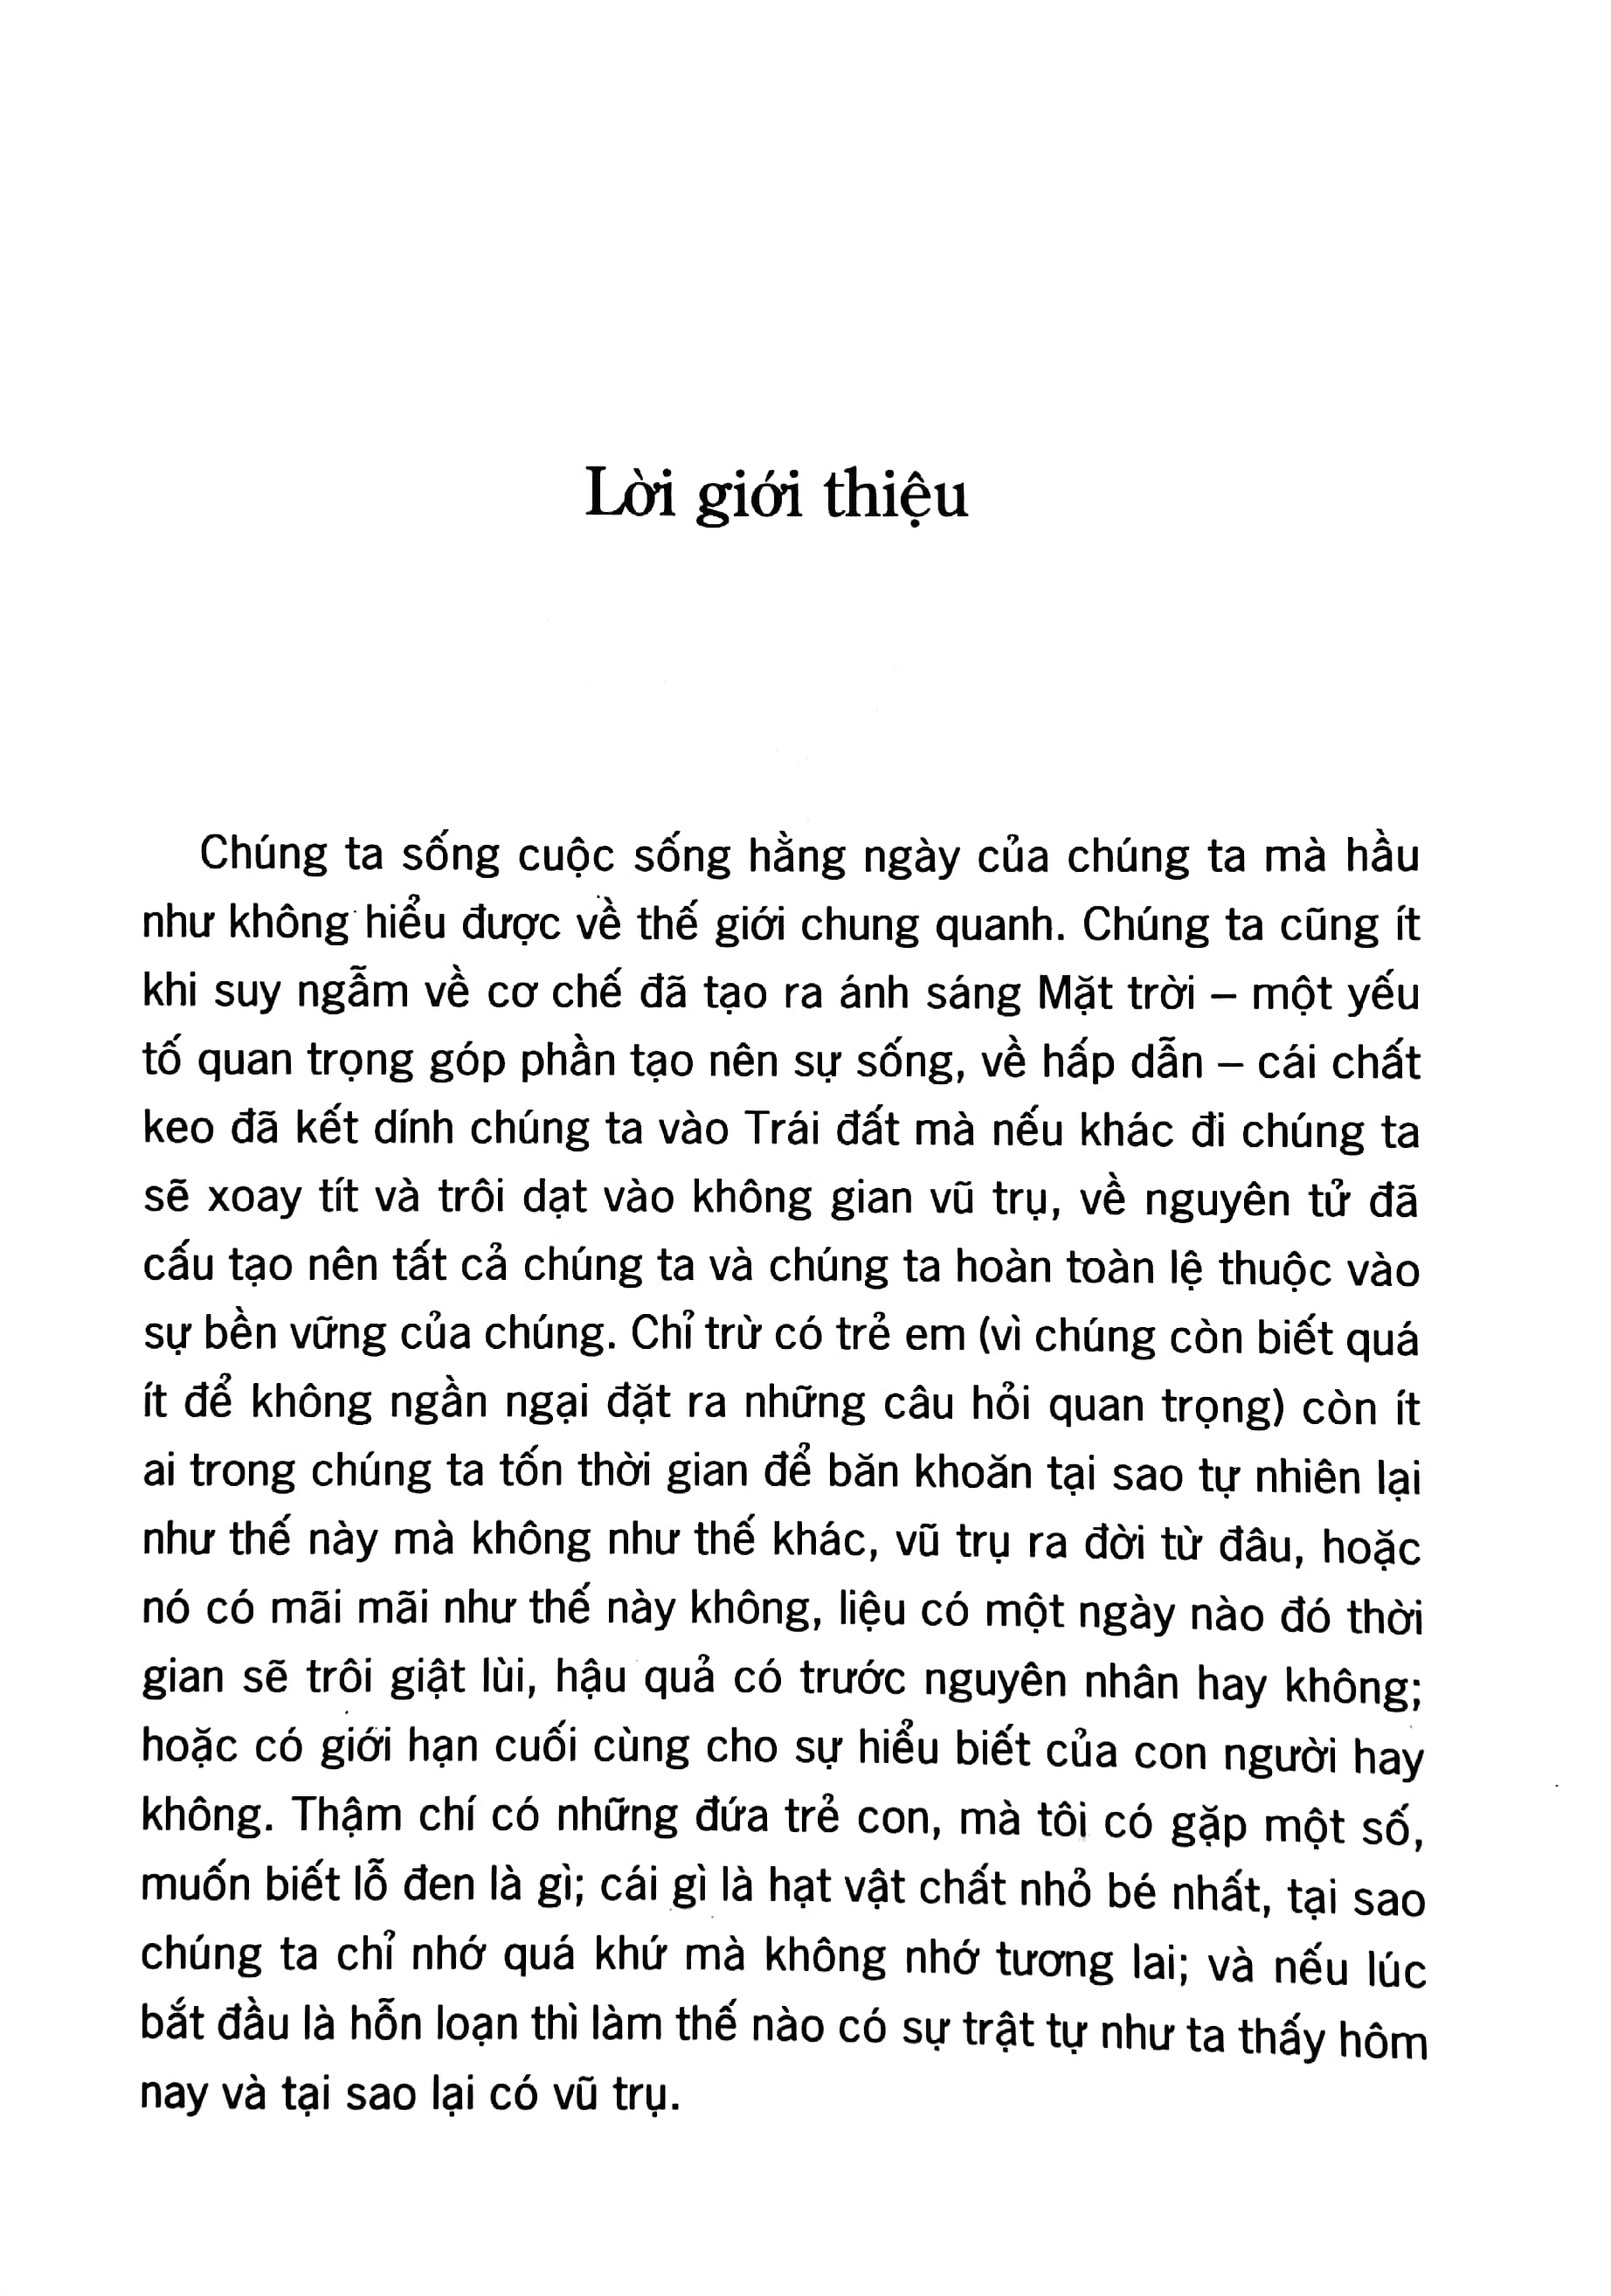 Lời giới thiệu
Chúng ta sống cuộc sống hằng ngày của chúng ta mà hầu
như không hiểu được về thế giới chung quanh. Chúng ta cũng ít
khi suy ngẫm về cơ chế đã tạo ra ánh sáng Mặt trời – một yếu
tố quan trọng góp phần tạo nên sự sống, về hấp dẫn – cái chất
keo đã kết dính chúng ta vào Trái đất mà nếu khác đi chúng ta
sẽ xoay tít và trôi dạt vào không gian vũ trụ, về nguyên tử đã
cấu tạo nên tất cả chúng ta và chúng ta hoàn toàn lệ thuộc vào
sự bền vững của chúng. Chỉ trừ có trẻ em (vì chúng còn biết quá
ít để không ngần ngại đặt ra những câu hỏi quan trọng) còn ít
ai trong chúng ta tốn thời gian để băn khoăn tại sao tự nhiên lại
như thế này mà không như thế khác, vũ trụ ra đời từ đâu, hoặc
nó có mãi mãi như thế này không, liệu có một ngày nào đó thời
gian sẽ trôi giật lùi, hậu quả có trước nguyên nhân hay không;
hoặc có giới hạn cuối cùng cho sự hiểu biết của con người hay
không. Thậm chí có những đứa trẻ con, mà tôi có gặp một số,
muốn biết lỗ đen là gì; cái gì là hạt vật chất nhỏ bé nhất, tại sao
chúng ta chỉ nhớ quá khứ mà không nhớ tương lai; và nếu lúc
bắt đầu là hỗn loạn thì làm thế nào có sự trật tự như ta thấy hôm
nay và tại sao lại có vũ trụ.